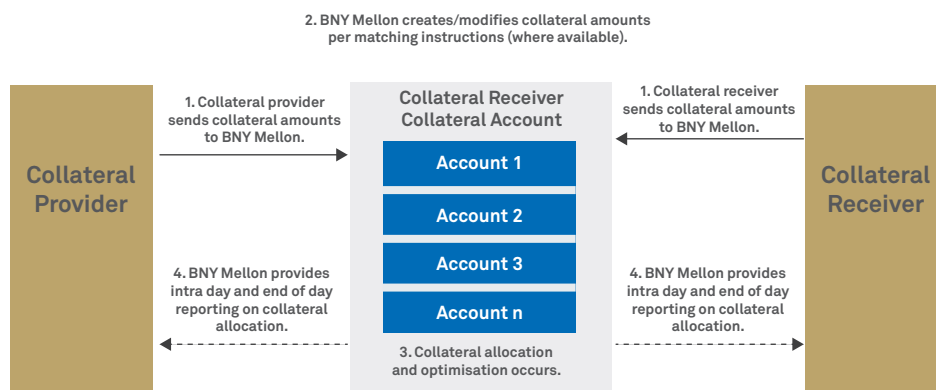 2. BNY Mellon creates/modifies collateral amounts
per matching instructions (where available).
Collateral
Provider
1. Collateral provider
sends collateral amounts
to BNY Mellon.
Collateral Receiver
Collateral Account
Account 1
Account 2
Account 3
Account n
3. Collateral allocation
and optimisation occurs.
1. Collateral receiver
sends collateral amounts
to BNY Mellon.
Collateral
Receiver
4. BNY Mellon provides
intra day and end of day
reporting on collateral
allocation.
4. BNY Mellon provides
intra day and end of day
reporting on collateral
allocation.